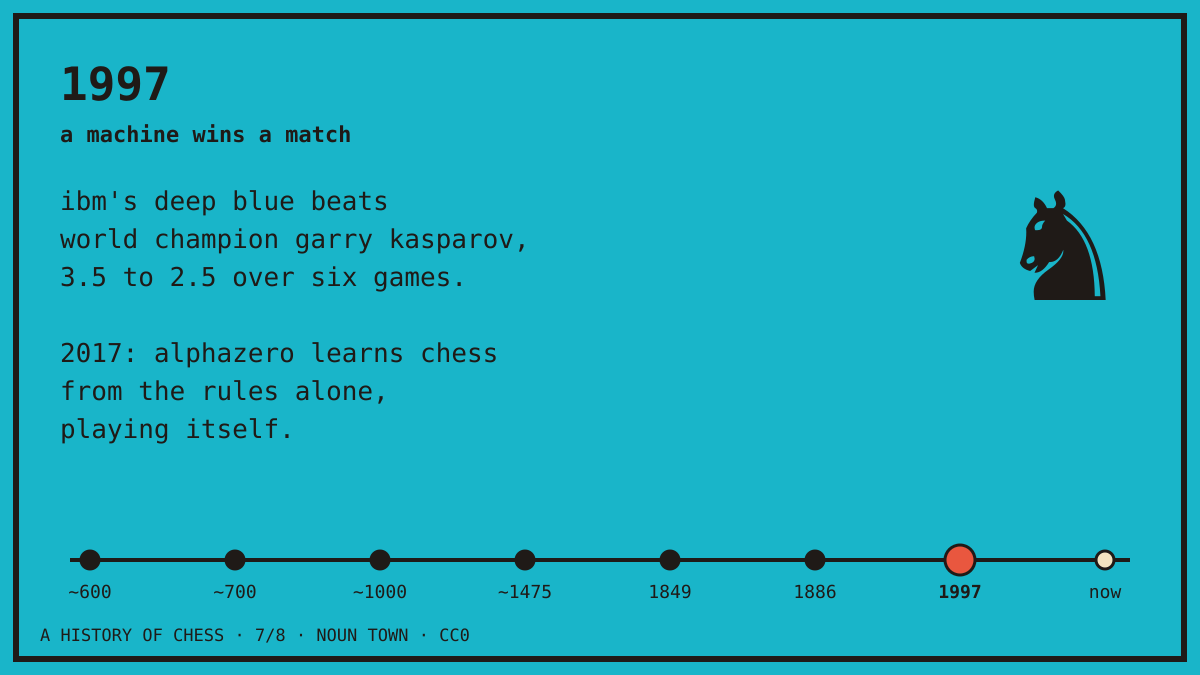 1997
a machine wins a match
ibm's deep blue beats
world champion garry kasparov,
3.5 to 2.5 over six games.
2017: alphazero learns chess
from the rules alone,
playing itself.
~600 ~700 ~1000 ~1475 1849 1886 1997 now
A HISTORY OF CHESS · 7/8 · NOUN TOWN · CC0